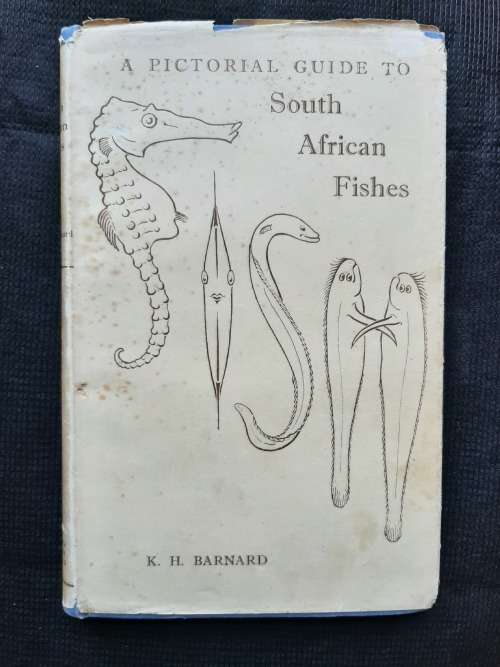 A PICTORIAL GUIDE TO
South
African
Fishes
K. H. BARNARD